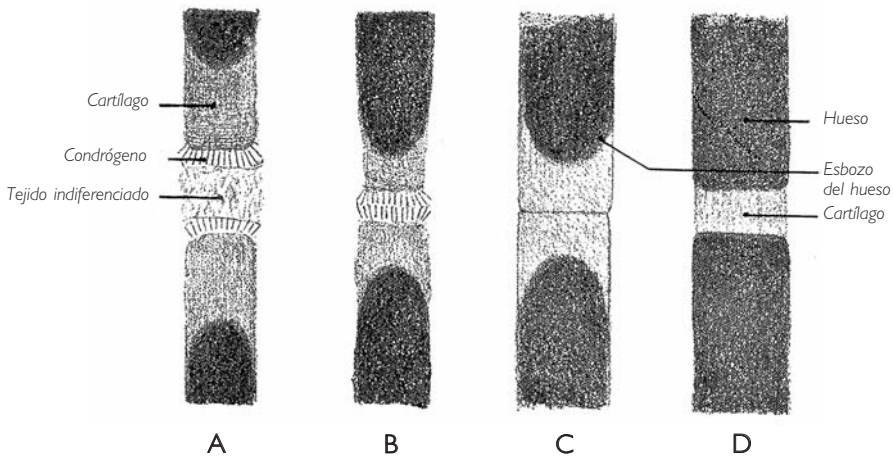 Cartílago
Condrógeno
Tejido indiferenciado
Hueso
Esbozo
del hueso
Cartílago
A B C D